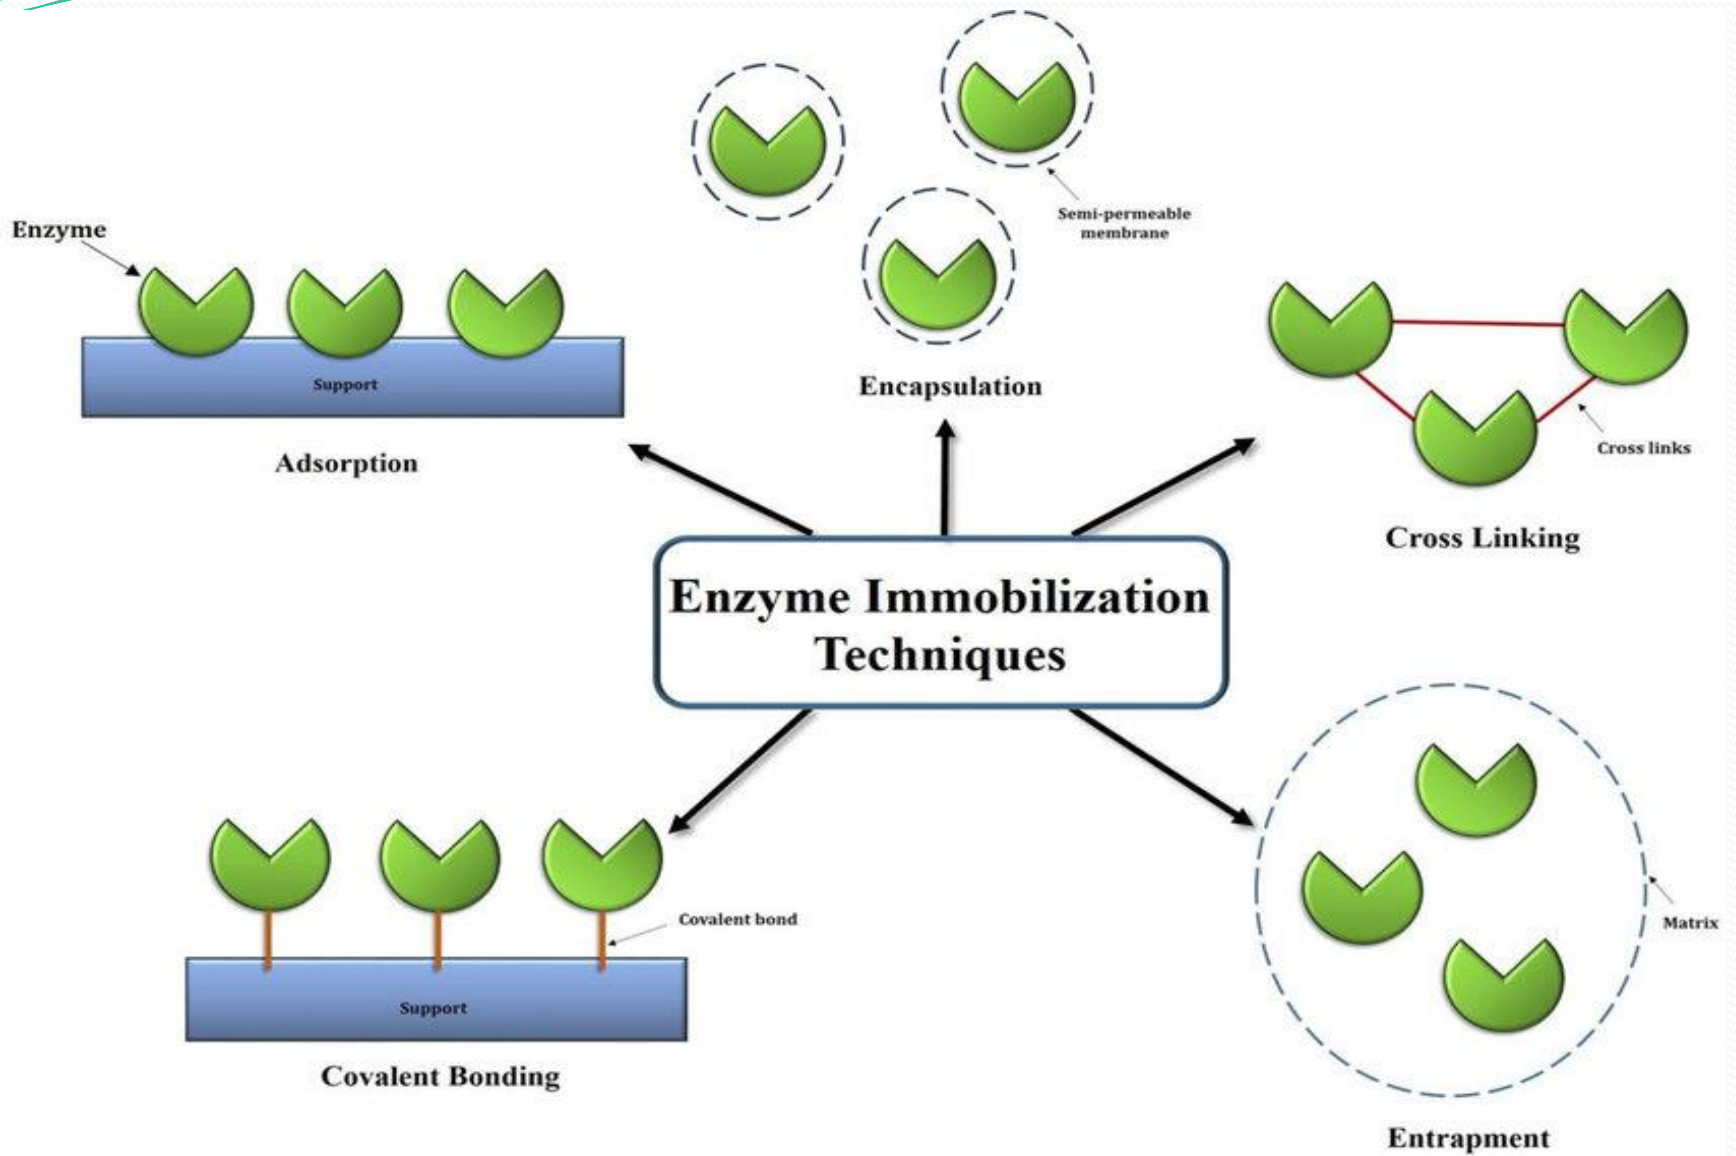 Semi-permeable
membrane
Enzyme
Support
Encapsulation
Cross links
Adsorption
Cross Linking
Enzyme Immobilization
Techniques
Covalent bond
Matrix
Support
Covalent Bonding
Entrapment